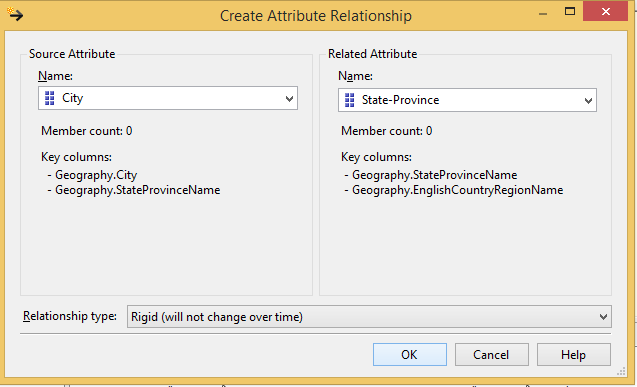 Create Attribute Relationship
Source Attribute
Name:
City
Member count: 0
Key columns:
- Geography.City
- Geography.StateProvinceName
Related Attribute
Name:
State-Province
Member count: 0
Key columns:
- Geography.StateProvinceName
- Geography.EnglishCountryRegionName
Relationship type: Rigid (will not change over time)
OK Cancel Help